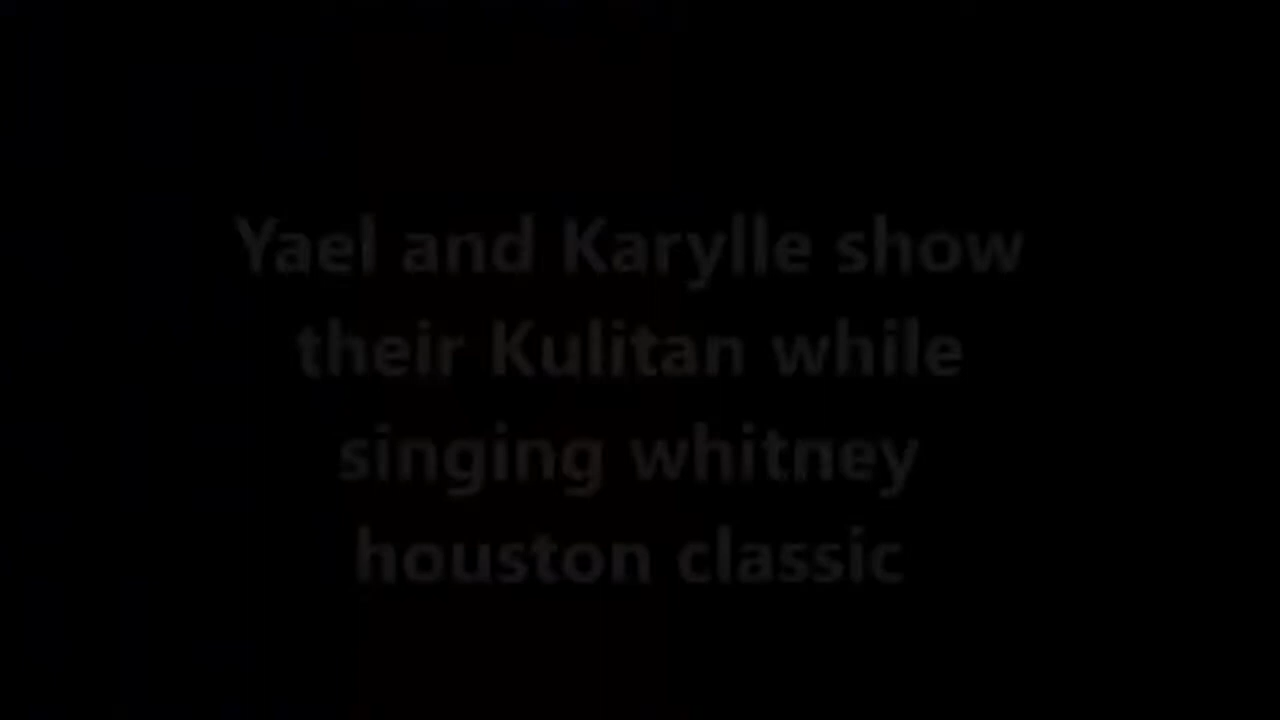 Yael and Karylle show
their Kulitan while
singing whitney
houston classic